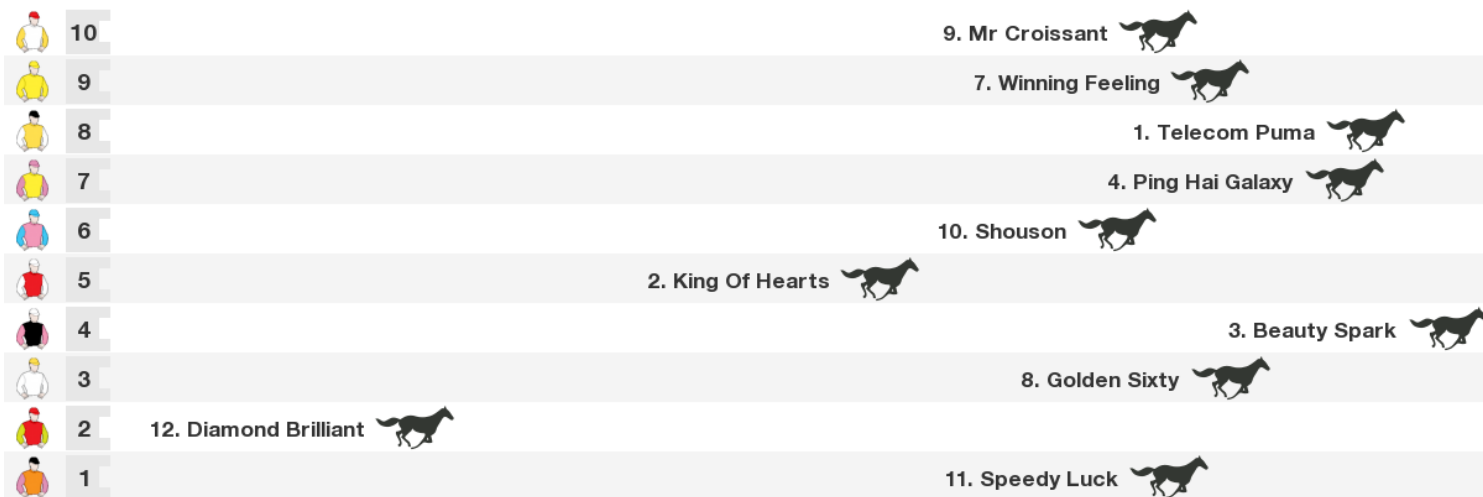 10 9. Mr Croissant
9 7. Winning Feeling
8 1. Telecom Puma
7 4. Ping Hai Galaxy
6 10. Shouson
5 2. King Of Hearts
4 3. Beauty Spark
3 8. Golden Sixty
2 12. Diamond Brilliant
1 11. Speedy Luck